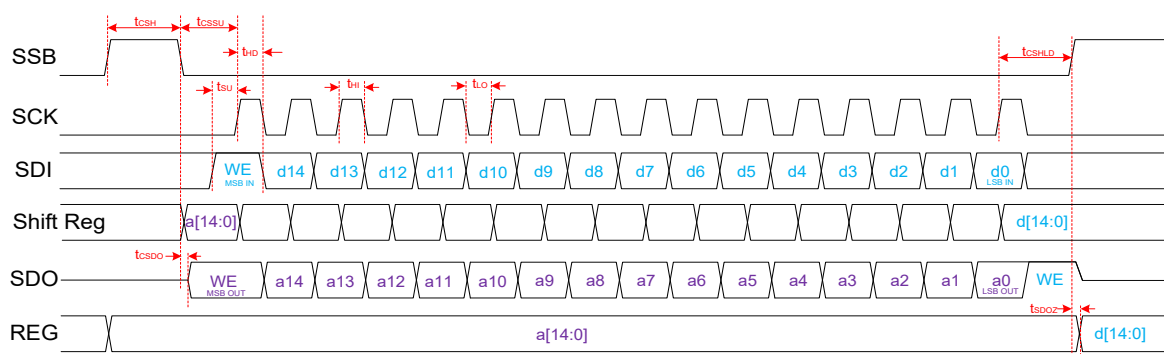 tCSH tCSSU
SSB tHD tCSHLD
tSU tHI tLO
SCK
SDI WE d14 d13 d12 d11 d10 d9 d8 d7 d6 d5 d4 d3 d2 d1 d0
MSB IN LSB IN
Shift Reg a[14:0] d[14:0]
tCSDO
SDO WE a14 a13 a12 a11 a10 a9 a8 a7 a6 a5 a4 a3 a2 a1 a0 WE
MSB OUT LSB OUT
tSDOZ
REG a[14:0] d[14:0]